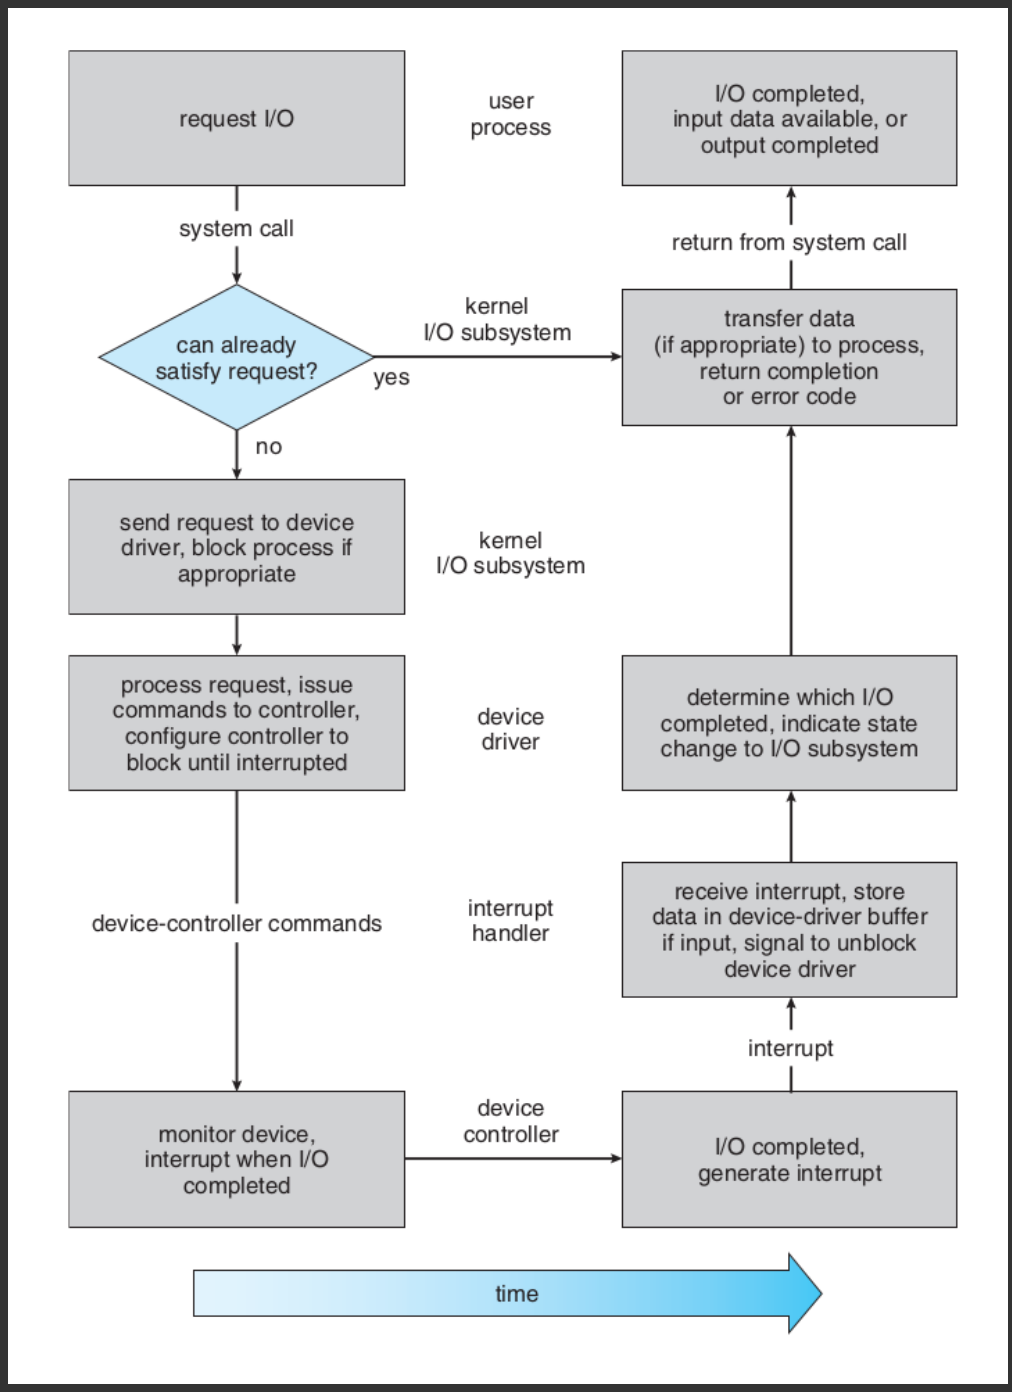 request I/O
user
process
I/O completed,
input data available, or
output completed
system call
return from system call
can already
satisfy request?
kernel
I/O subsystem
yes
transfer data
(if appropriate) to process,
return completion
or error code
no
send request to device
driver, block process if
appropriate
kernel
I/O subsystem
process request, issue
commands to controller,
configure controller to
block until interrupted
device
driver
determine which I/O
completed, indicate state
change to I/O subsystem
device-controller commands
interrupt
handler
receive interrupt, store
data in device-driver buffer
if input, signal to unblock
device driver
interrupt
monitor device,
interrupt when I/O
completed
device
controller
I/O completed,
generate interrupt
time